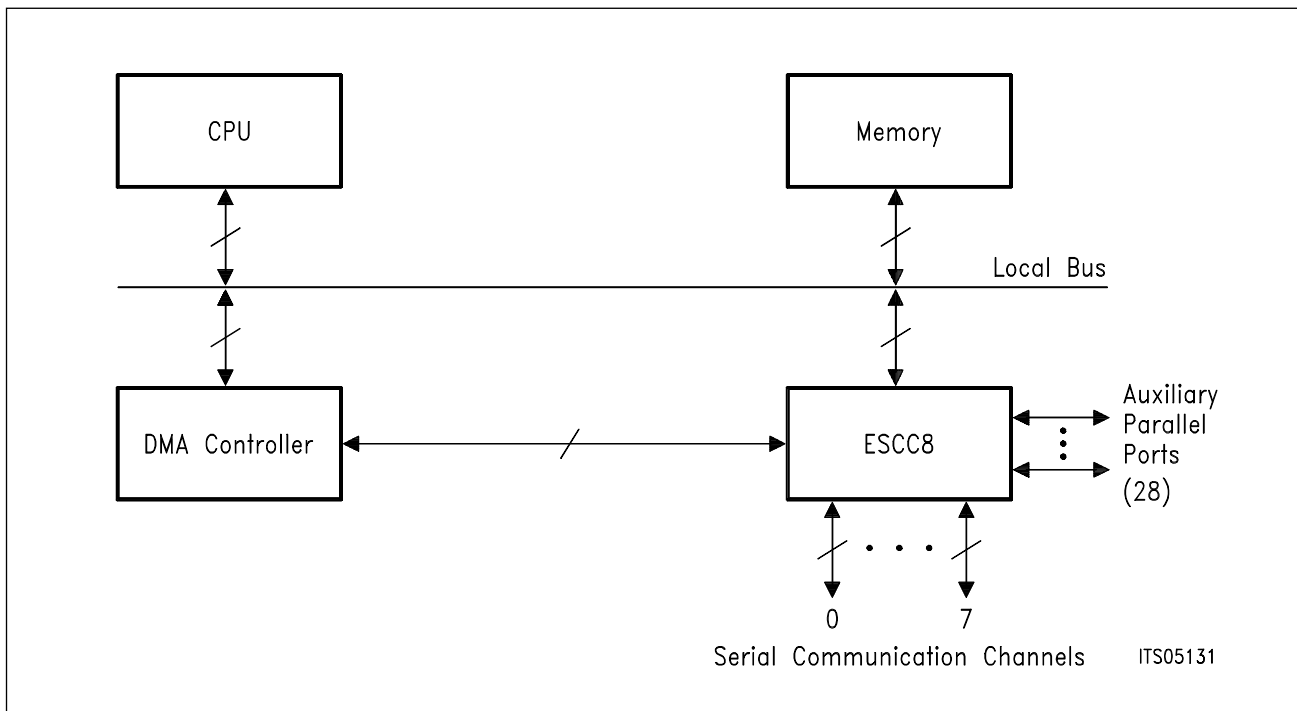 CPU
Memory
Local Bus
DMA Controller
ESCC8
Auxiliary
Parallel
Ports
(28)
0
7
Serial Communication Channels
ITS05131